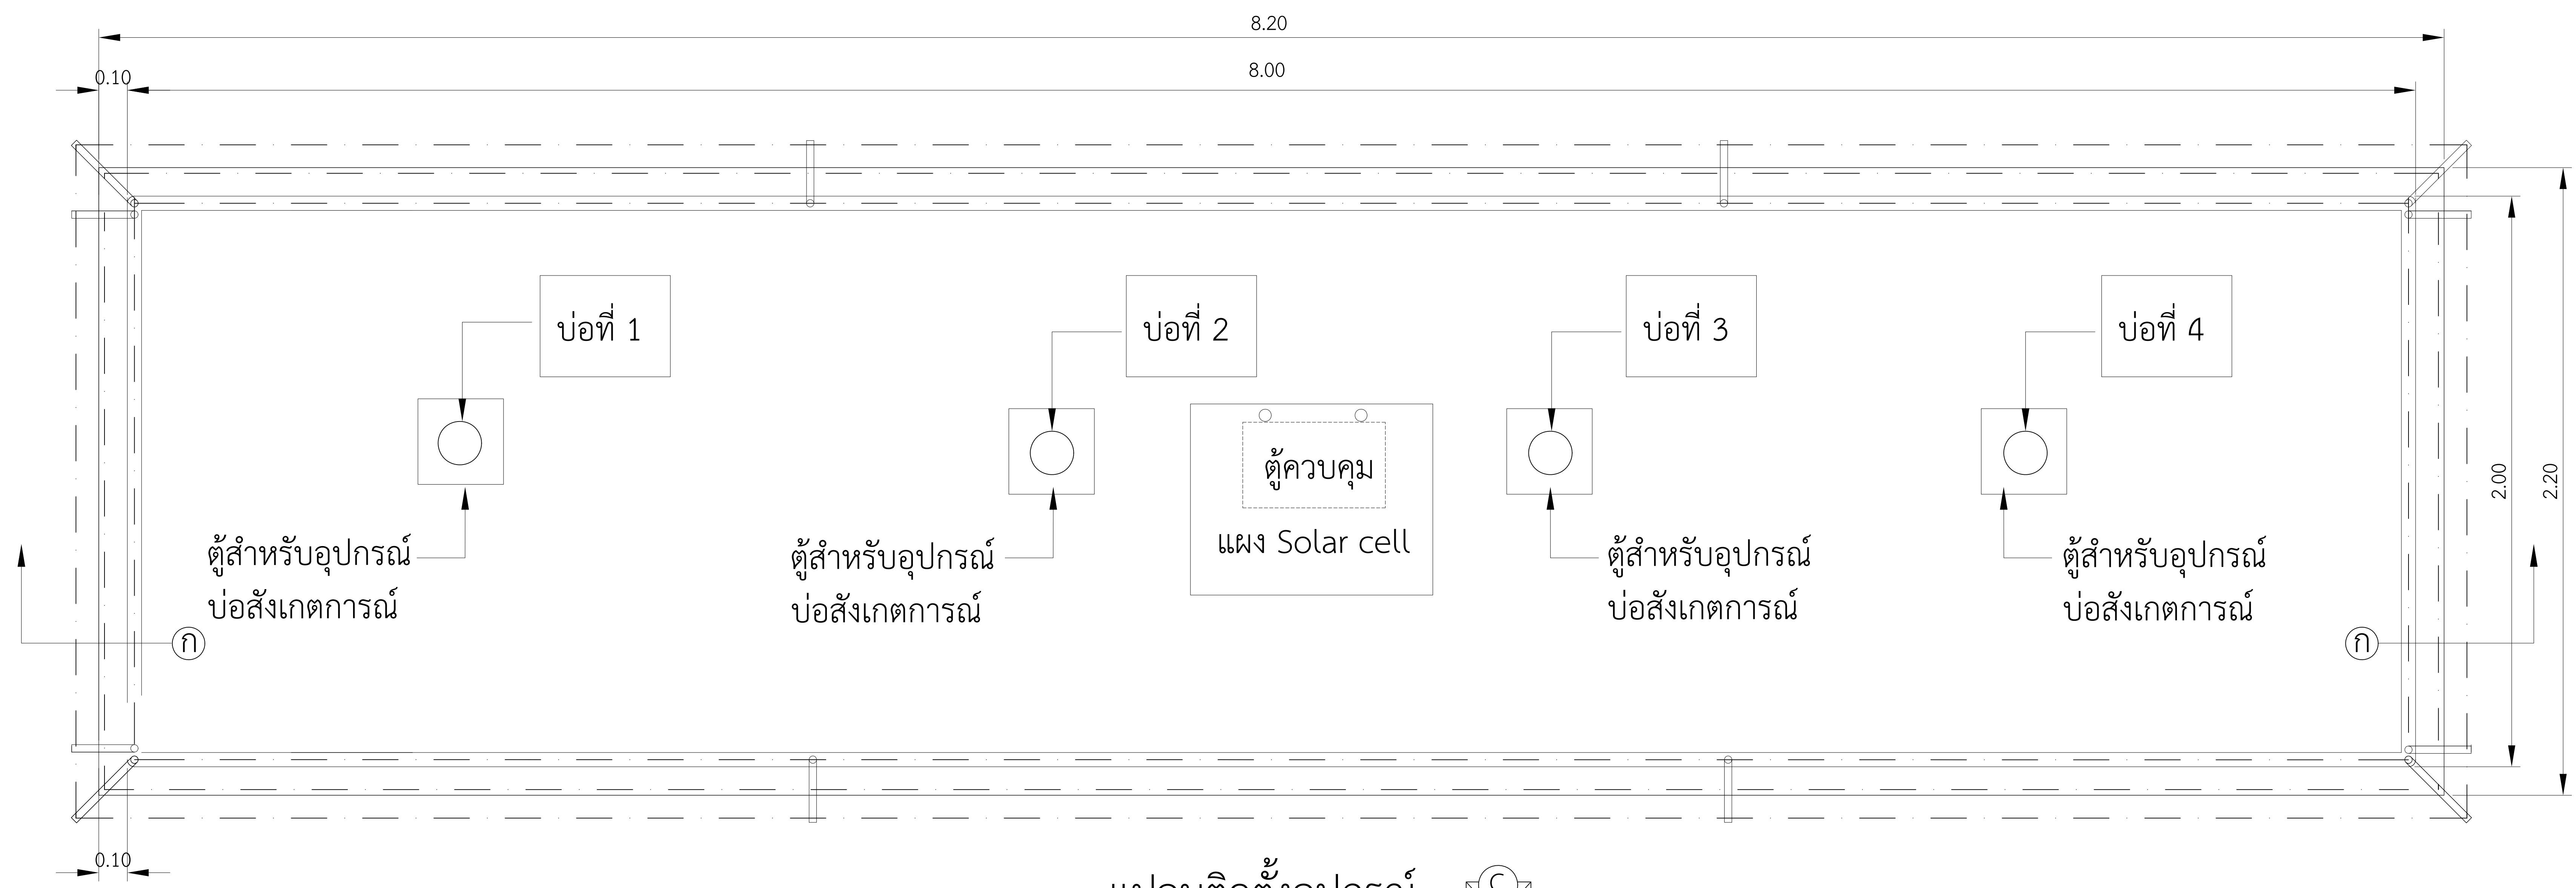 8.20
0.10
8.00
บ่อที่ 1
บ่อที่ 2
บ่อที่ 3
บ่อที่ 4
ตู้ควบคุม
แผง Solar cell
2.00
2.20
ตู้สำหรับอุปกรณ์
บ่อสังเกตการณ์
ตู้สำหรับอุปกรณ์
บ่อสังเกตการณ์
ตู้สำหรับอุปกรณ์
บ่อสังเกตการณ์
ตู้สำหรับอุปกรณ์
บ่อสังเกตการณ์
ก
ก
0.10